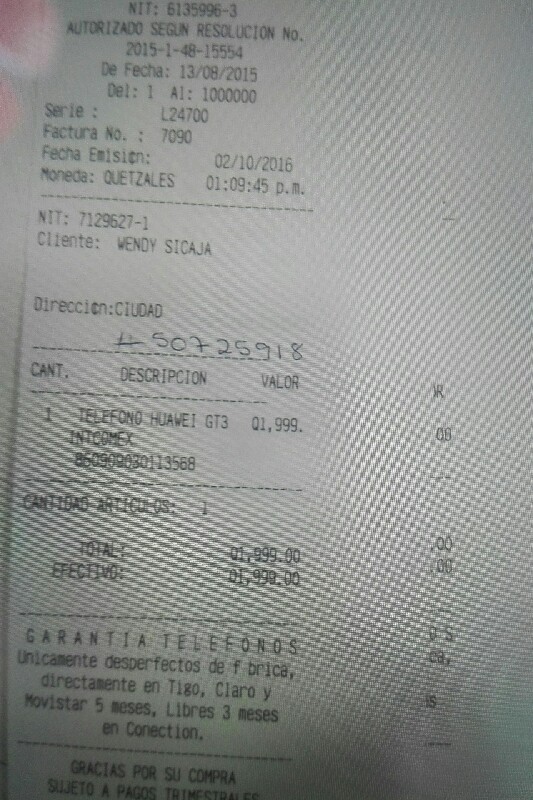 NIT: 6135996-3
AUTORIZADO SEGUN RESOLUCION No.
2015-1-48-15554
De Fecha: 13/08/2015
Del: 1 Al: 1000000
Serie : L24700
Factura No. : 7090
Fecha Emisión: 02/10/2016
Moneda: QUETZALES 01:09:45 p.m.
NIT: 7129627-1
Cliente: WENDY SICAJA
Dirección:CIUDAD
# 50725918
CANT. DESCRIPCION VALOR
1 TELEFONO HUAWEI GT3 Q1,999.
INTCOMEX
860909030113568
CANTIDAD ARTICULOS: 1
TOTAL: Q1,999.00
EFECTIVO: Q1,999.00
GARANTIA TELEFONOS
Unicamente desperfectos de f brica,
directamente en Tigo, Claro y
Movistar 5 meses, Libres 3 meses
en Conection.
GRACIAS POR SU COMPRA
SUJETO A PAGOS TRIMESTRALES